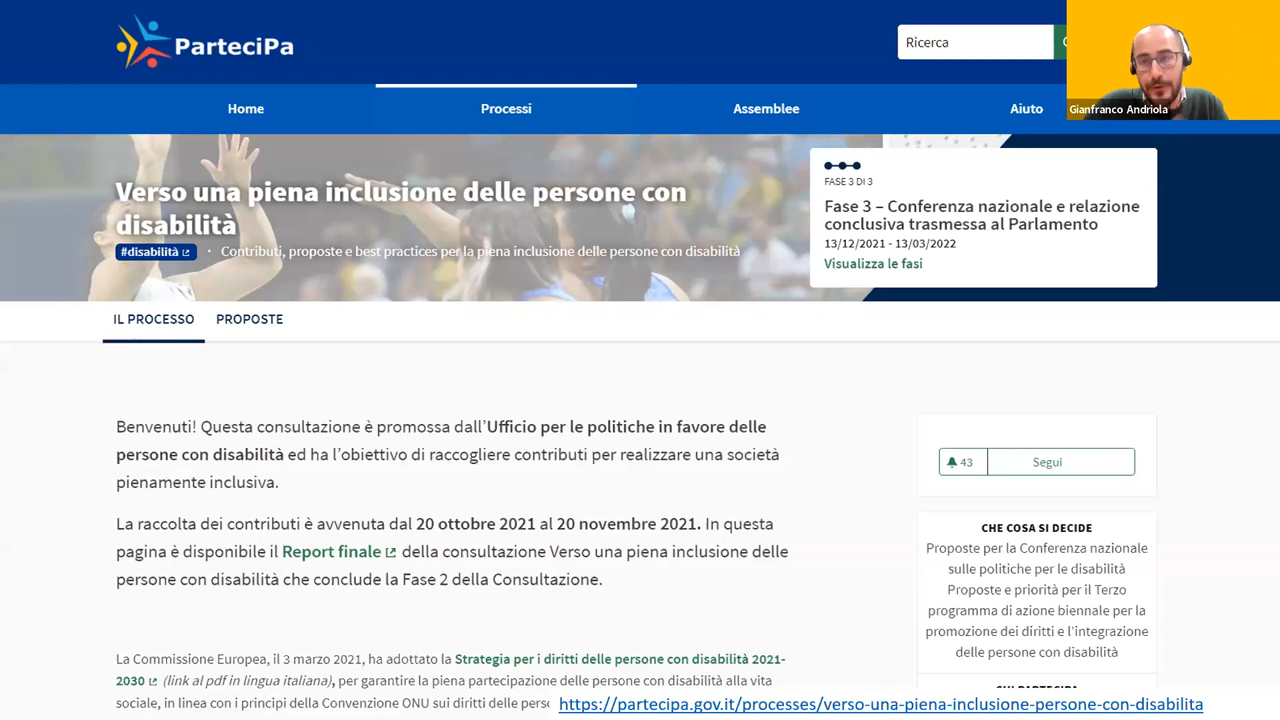 ParteciPa
Ricerca
Home
Processi
Assemblee
Aiuto
Gianfranco Andriola
Verso una piena inclusione delle persone con
disabilità
#disabilità · Contributi, proposte e best practices per la piena inclusione delle persone con disabilità
FASE 3 DI 3
Fase 3 – Conferenza nazionale e relazione
conclusiva trasmessa al Parlamento
13/12/2021 - 13/03/2022
Visualizza le fasi
IL PROCESSO
PROPOSTE
Benvenuti! Questa consultazione è promossa dall’Ufficio per le politiche in favore delle
persone con disabilità ed ha l’obiettivo di raccogliere contributi per realizzare una società
pienamente inclusiva.
La raccolta dei contributi è avvenuta dal 20 ottobre 2021 al 20 novembre 2021. In questa
pagina è disponibile il Report finale della consultazione Verso una piena inclusione delle
persone con disabilità che conclude la Fase 2 della Consultazione.
La Commissione Europea, il 3 marzo 2021, ha adottato la Strategia per i diritti delle persone con disabilità 2021-
2030 (link al pdf in lingua italiana), per garantire la piena partecipazione delle persone con disabilità alla vita
sociale, in linea con i principi della Convenzione ONU sui diritti delle
43
Segui
CHE COSA SI DECIDE
Proposte per la Conferenza nazionale
sulle politiche per le disabilità
Proposte e priorità per il Terzo
programma di azione biennale per la
promozione dei diritti e l’integrazione
delle persone con disabilità
https://partecipa.gov.it/processes/verso-una-piena-inclusione-persone-con-disabilita